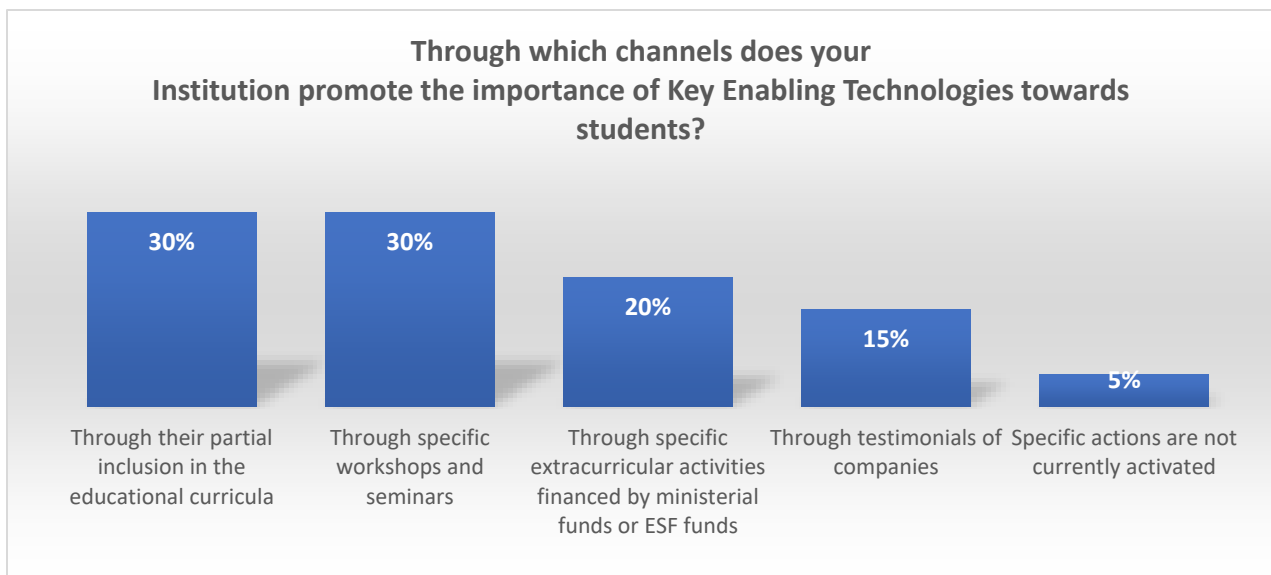 Through which channels does your
Institution promote the importance of Key Enabling Technologies towards
students?
30%
30%
20%
15%
5%
Through their partial
inclusion in the
educational curricula
Through specific
workshops and
seminars
Through specific
extracurricular activities
financed by ministerial
funds or ESF funds
Through testimonials of
companies
Specific actions are not
currently activated